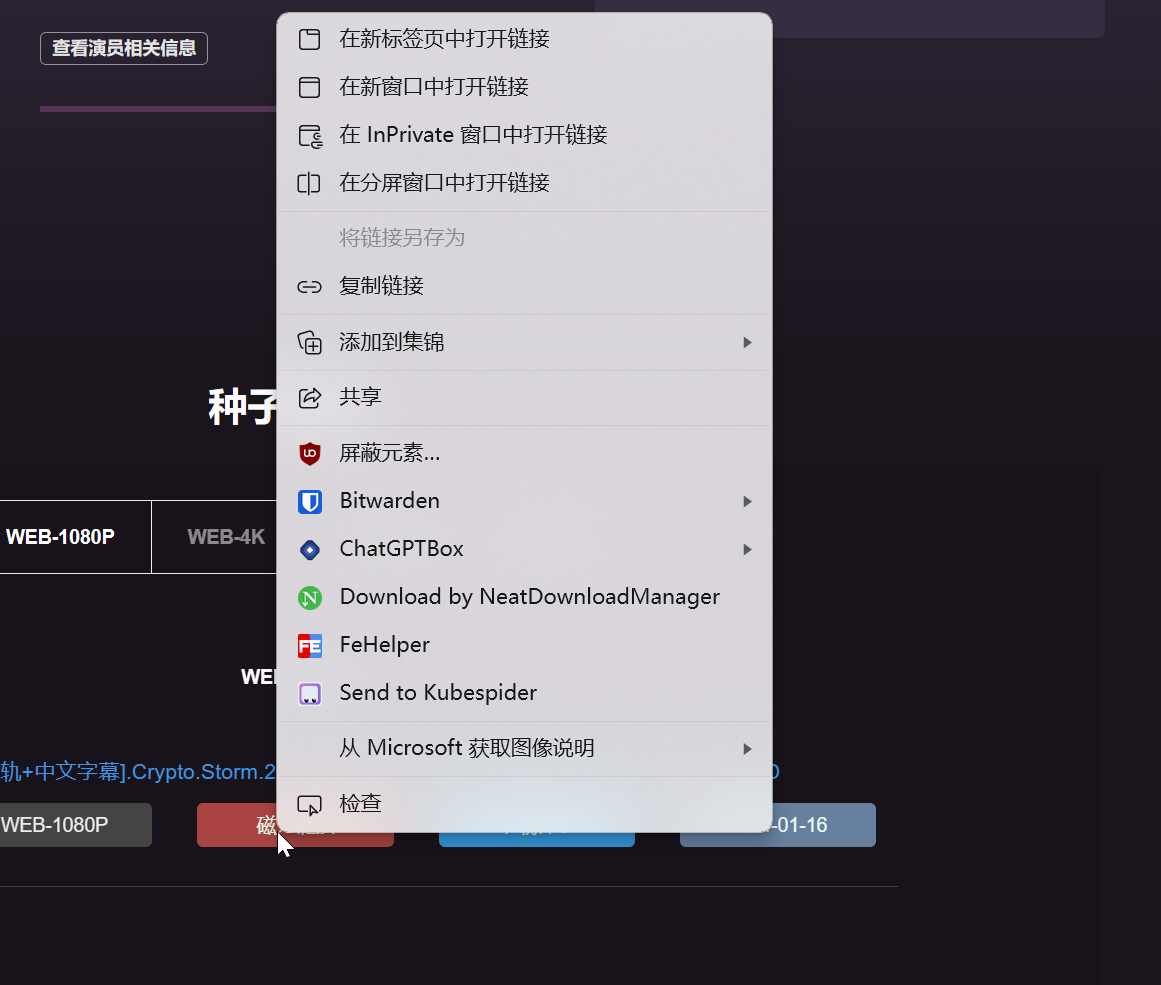 查看演员相关信息
在新标签页中打开链接
在新窗口中打开链接
在 InPrivate 窗口中打开链接
在分屏窗口中打开链接
将链接另存为
复制链接
添加到集锦
共享
种子
屏蔽元素...
Bitwarden
WEB-1080P
WEB-4K
ChatGPTBox
Download by NeatDownloadManager
FeHelper
Send to Kubespider
从 Microsoft 获取图像说明
轨+中文字幕].Crypto.Storm.2
检查
WEB-1080P
磁
-01-16